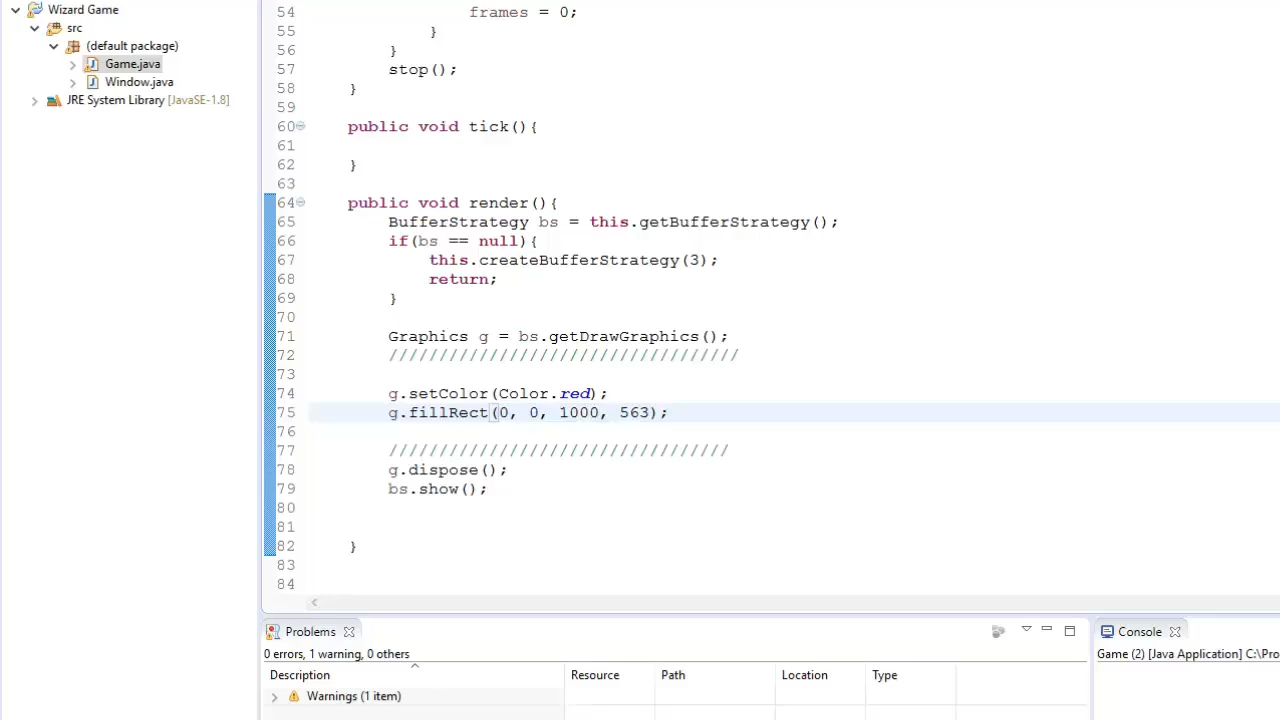 Wizard Game
src
(default package)
Game.java
Window.java
JRE System Library [JavaSE-1.8]
54 frames = 0;
55 }
56 }
57 stop();
58 }
59
60 public void tick(){
61
62 }
63
64 public void render(){
65 BufferStrategy bs = this.getBufferStrategy();
66 if(bs == null){
67 this.createBufferStrategy(3);
68 return;
69 }
70
71 Graphics g = bs.getDrawGraphics();
72 ///////////////////////////////////
73
74 g.setColor(Color.red);
75 g.fillRect(0, 0, 1000, 563);
76
77 //////////////////////////////////
78 g.dispose();
79 bs.show();
80
81
82 }
83
84
Problems
0 errors, 1 warning, 0 others
Description Resource Path Location Type
Warnings (1 item)
Console
Game (2) [Java Application] C:\Pro